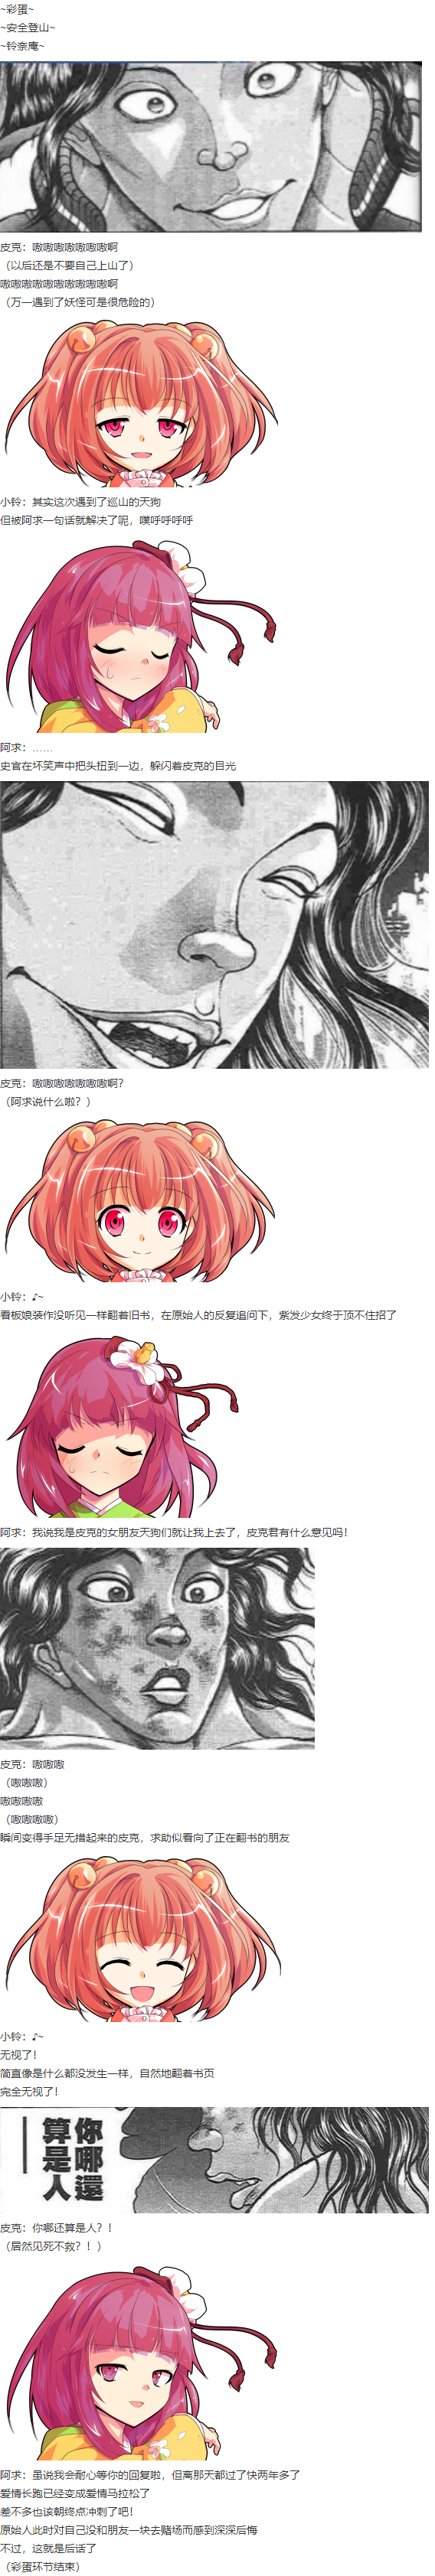 ~彩蛋~
~安全登山~
~铃奈庵~
皮克：嗷嗷嗷嗷嗷嗷嗷啊
（以后还是不要自己上山了）
嗷嗷嗷嗷嗷嗷嗷嗷嗷嗷啊
（万一遇到了妖怪可是很危险的）
小铃：其实这次遇到了巡山的天狗
但被阿求一句话就解决了呢，噗呼呼呼呼
阿求：……
史官在坏笑声中把头扭到一边，躲闪着皮克的目光
皮克：嗷嗷嗷嗷嗷嗷嗷啊？
（阿求说什么啦？）
小铃：♪~
看板娘装作没听见一样翻着旧书，在原始人的反复追问下，紫发少女终于顶不住招了
阿求：我说我是皮克的女朋友天狗们就让我上去了，皮克君有什么意见吗！
皮克：嗷嗷嗷
（嗷嗷嗷）
嗷嗷嗷嗷
（嗷嗷嗷嗷）
瞬间变得手足无措起来的皮克，求助似看向了正在翻书的朋友
小铃：♪~
无视了！
简直像是什么都没发生一样，自然地翻着书页
完全无视了！
你哪還
算是人
——
皮克：你哪还算是人？！
（居然见死不救？！）
阿求：虽说我会耐心等你的回复啦，但离那天都过了快两年多了
爱情长跑已经变成爱情马拉松了
差不多也该朝终点冲刺了吧！
原始人此时对自己没和朋友一块去赌场而感到深深后悔
不过，这就是后话了
（彩蛋环节结束）